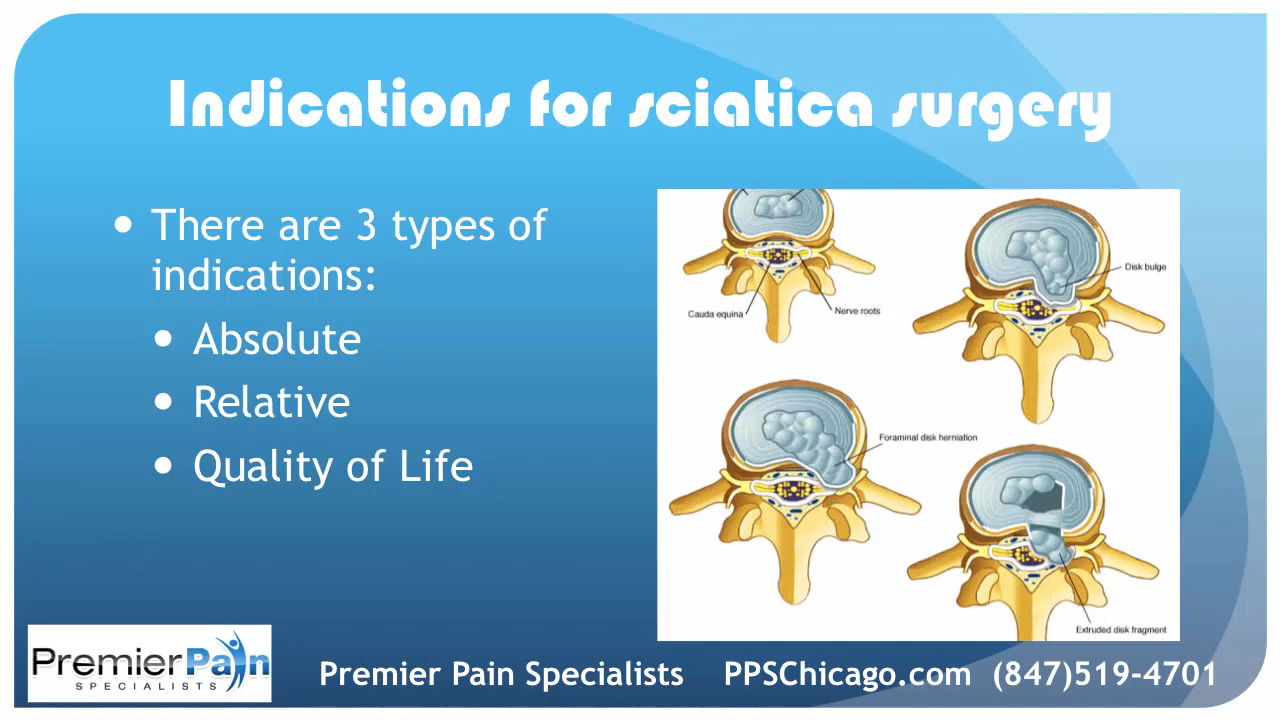 Indications for sciatica surgery
• There are 3 types of
indications:
• Absolute
• Relative
• Quality of Life
Cauda equina
Nerve roots
Disk bulge
Foraminal disk herniation
Extruded disk fragment
PremierPain
SPECIALISTS
Premier Pain Specialists PPSChicago.com (847)519-4701